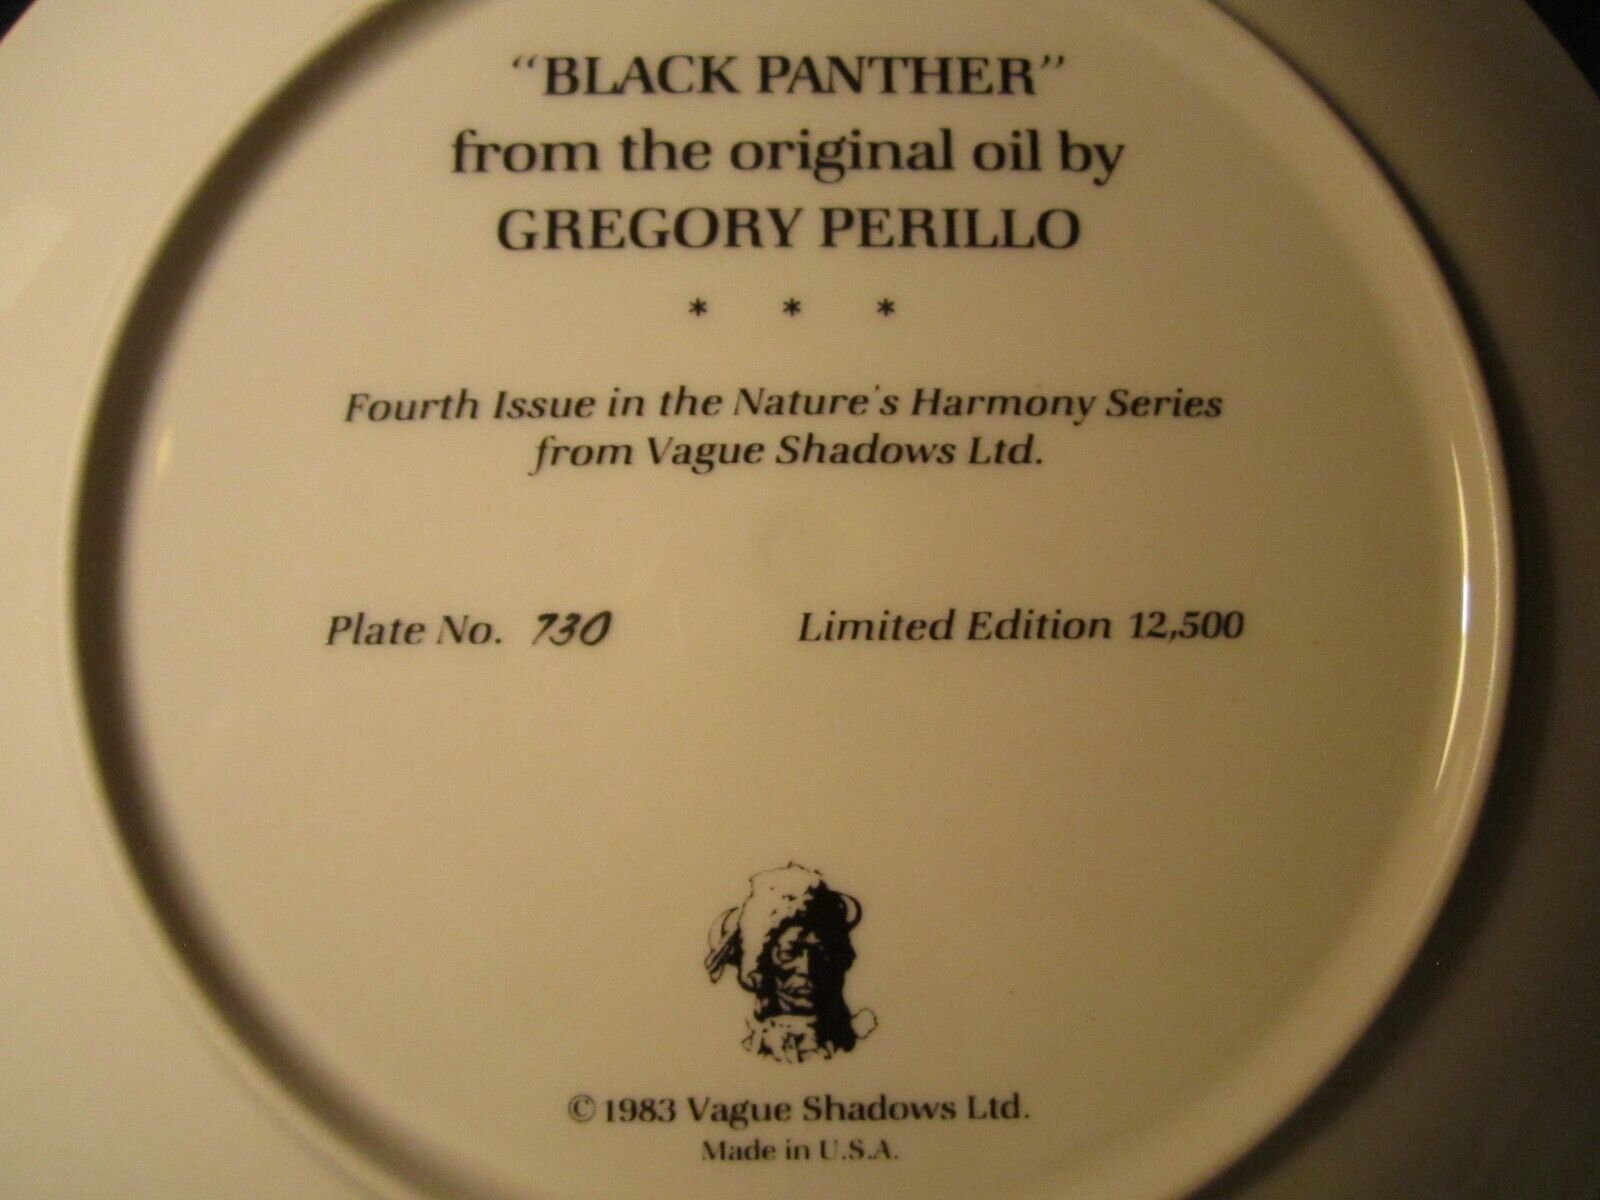 “BLACK PANTHER”
from the original oil by
GREGORY PERILLO
* * *
Fourth Issue in the Nature's Harmony Series
from Vague Shadows Ltd.
Plate No. 730 Limited Edition 12,500
©1983 Vague Shadows Ltd.
Made in U.S.A.